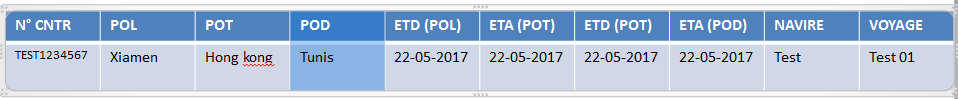 N° CNTR POL POT POD ETD (POL) ETA (POT) ETD (POT) ETA (POD) NAVIRE VOYAGE
TEST1234567 Xiamen Hong kong Tunis 22-05-2017 22-05-2017 22-05-2017 22-05-2017 Test Test 01